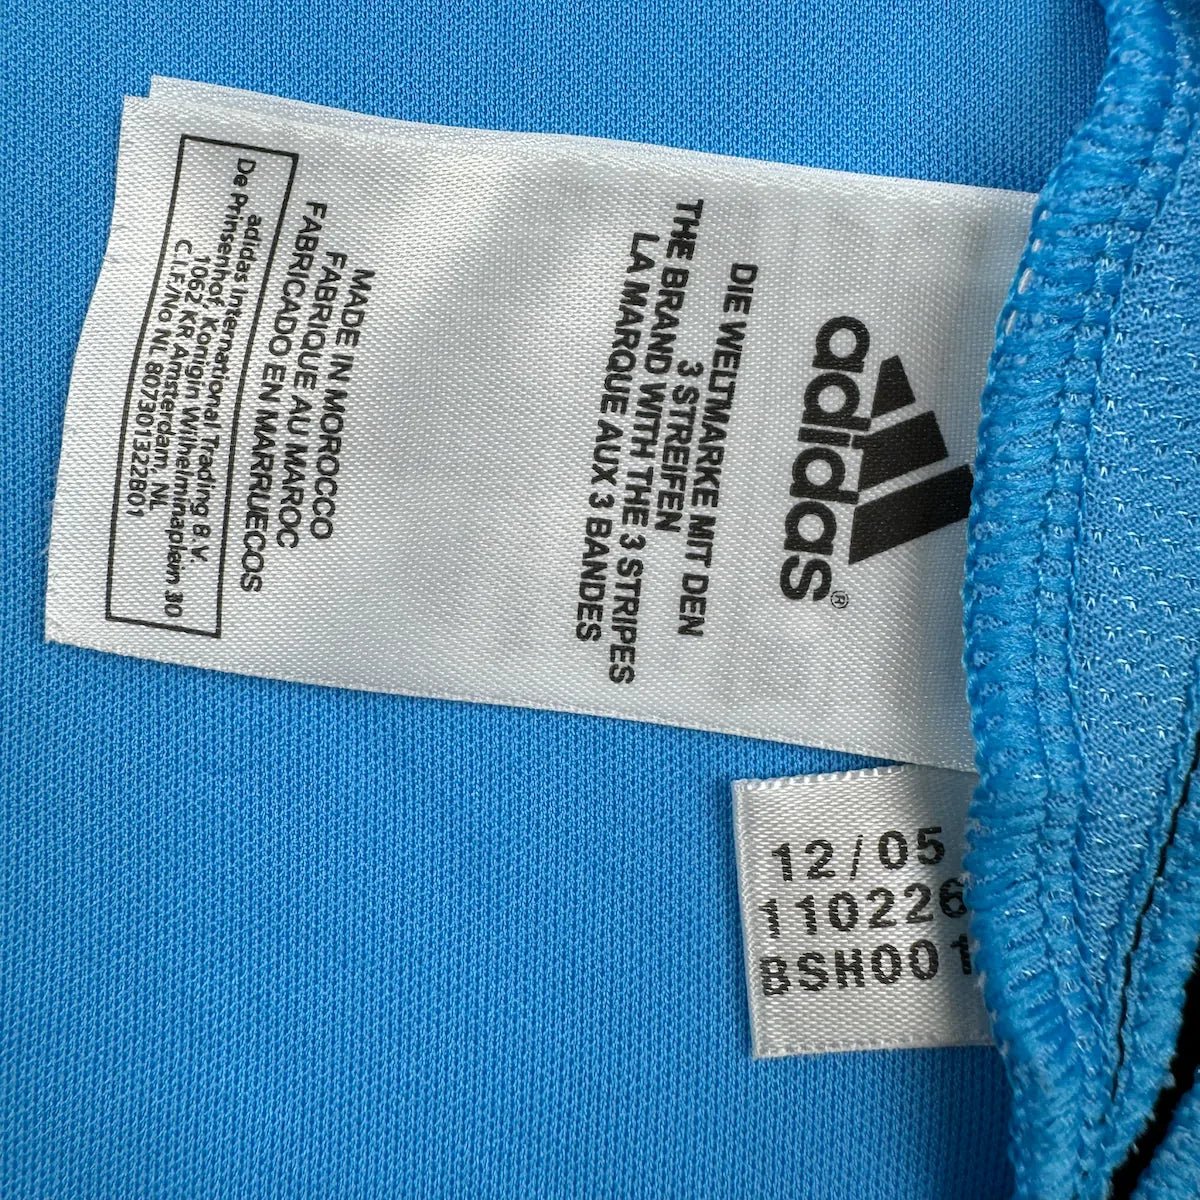 adidas®
DIE WELTMARKE MIT DEN
3 STREIFEN
THE BRAND WITH THE 3 STRIPES
LA MARQUE AUX 3 BANDES
MADE IN MOROCCO
FABRIQUE AU MAROC
FABRICADO EN MARRUECOS
adidas International Trading B.V.
De Prinsenhof, Konigin Wilhelminaplein 30
1062 KR Amsterdam, NL
C.I.F./No NL 807301322B01
12/05
110226
BSH001